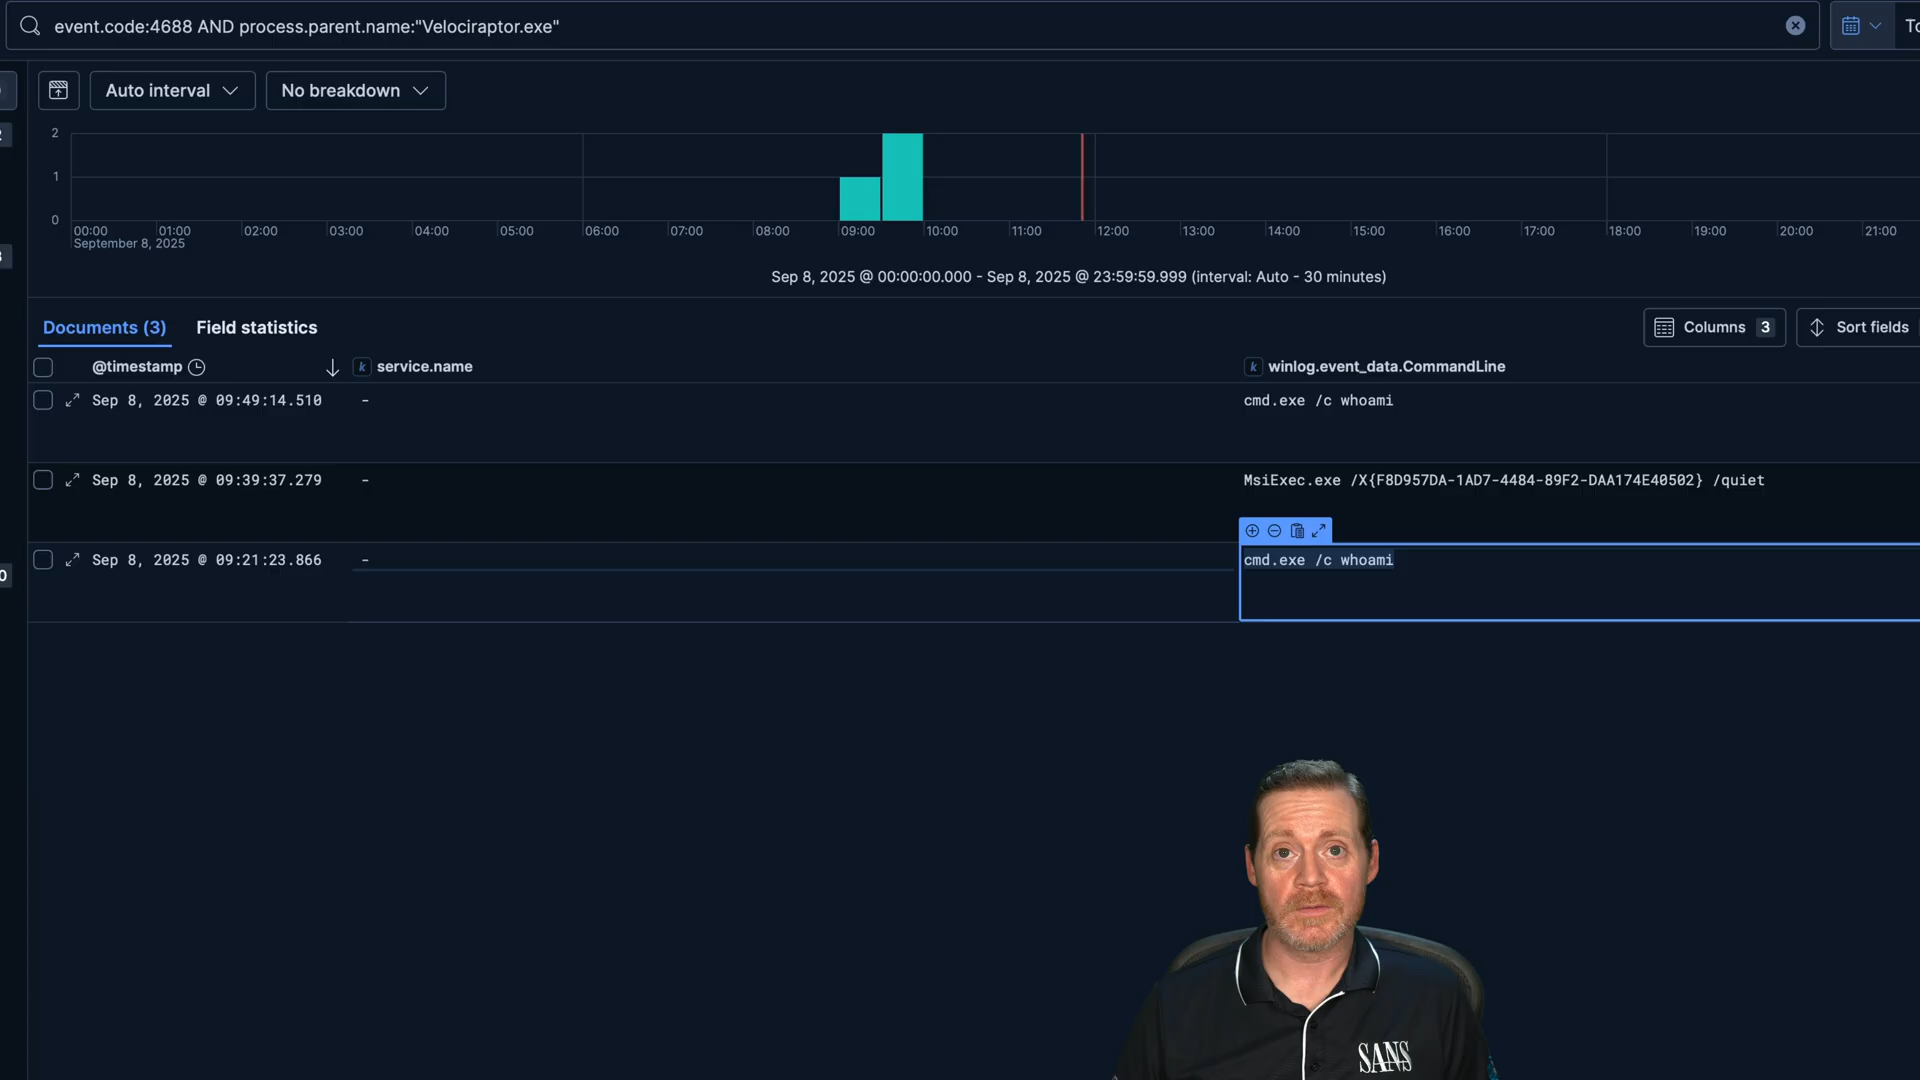 event.code:4688 AND process.parent.name:"Velociraptor.exe"
Auto interval
No breakdown
2
1
0
00:00 01:00 02:00 03:00 04:00 05:00 06:00 07:00 08:00 09:00 10:00 11:00 12:00 13:00 14:00 15:00 16:00 17:00 18:00 19:00 20:00 21:00
September 8, 2025
Sep 8, 2025 @ 00:00:00.000 - Sep 8, 2025 @ 23:59:59.999 (interval: Auto - 30 minutes)
Documents (3) Field statistics
Columns 3 Sort fields
@timestamp k service.name k winlog.event_data.CommandLine
Sep 8, 2025 @ 09:49:14.510 - cmd.exe /c whoami
Sep 8, 2025 @ 09:39:37.279 - MsiExec.exe /X{F8D957DA-1AD7-4484-89F2-DAA174E40502} /quiet
Sep 8, 2025 @ 09:21:23.866 - cmd.exe /c whoami
SANS